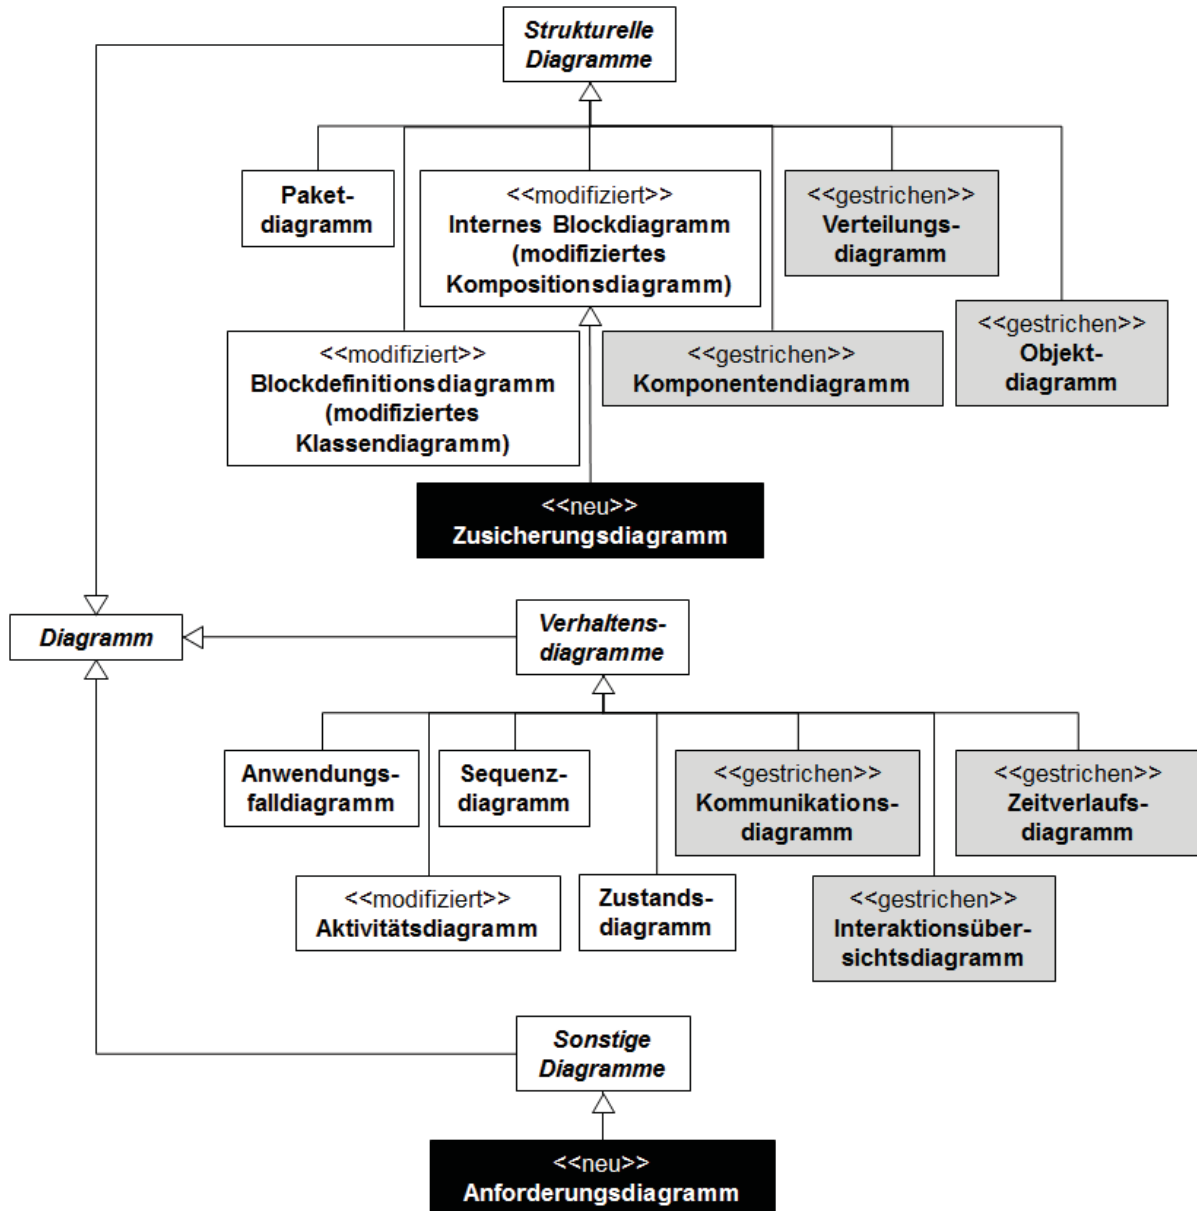 Strukturelle
Diagramme
Paket-
diagramm
<<modifiziert>>
Internes Blockdiagramm
(modifiziertes
Kompositionsdiagramm)
<<gestrichen>>
Verteilungs-
diagramm
<<modifiziert>>
Blockdefinitionsdiagramm
(modifiziertes
Klassendiagramm)
<<gestrichen>>
Komponentendiagramm
<<gestrichen>>
Objekt-
diagramm
<<neu>>
Zusicherungsdiagramm
Diagramm
Verhaltens-
diagramme
Anwendungs-
falldiagramm
Sequenz-
diagramm
<<gestrichen>>
Kommunikations-
diagramm
<<gestrichen>>
Zeitverlaufs-
diagramm
<<modifiziert>>
Aktivitätsdiagramm
Zustands-
diagramm
<<gestrichen>>
Interaktionsüber-
sichtsdiagramm
Sonstige
Diagramme
<<neu>>
Anforderungsdiagramm